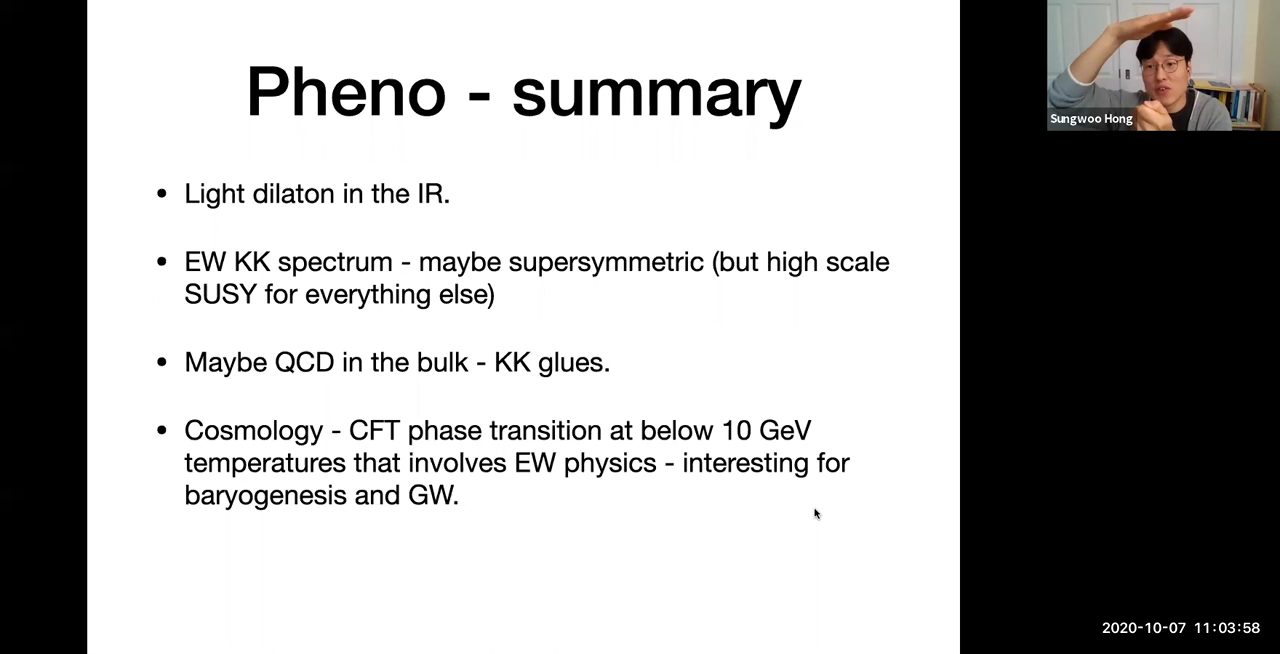 Pheno - summary
Sungwoo Hong
• Light dilaton in the IR.
• EW KK spectrum - maybe supersymmetric (but high scale
SUSY for everything else)
• Maybe QCD in the bulk - KK glues.
• Cosmology - CFT phase transition at below 10 GeV
temperatures that involves EW physics - interesting for
baryogenesis and GW.
2020-10-07 11:03:58